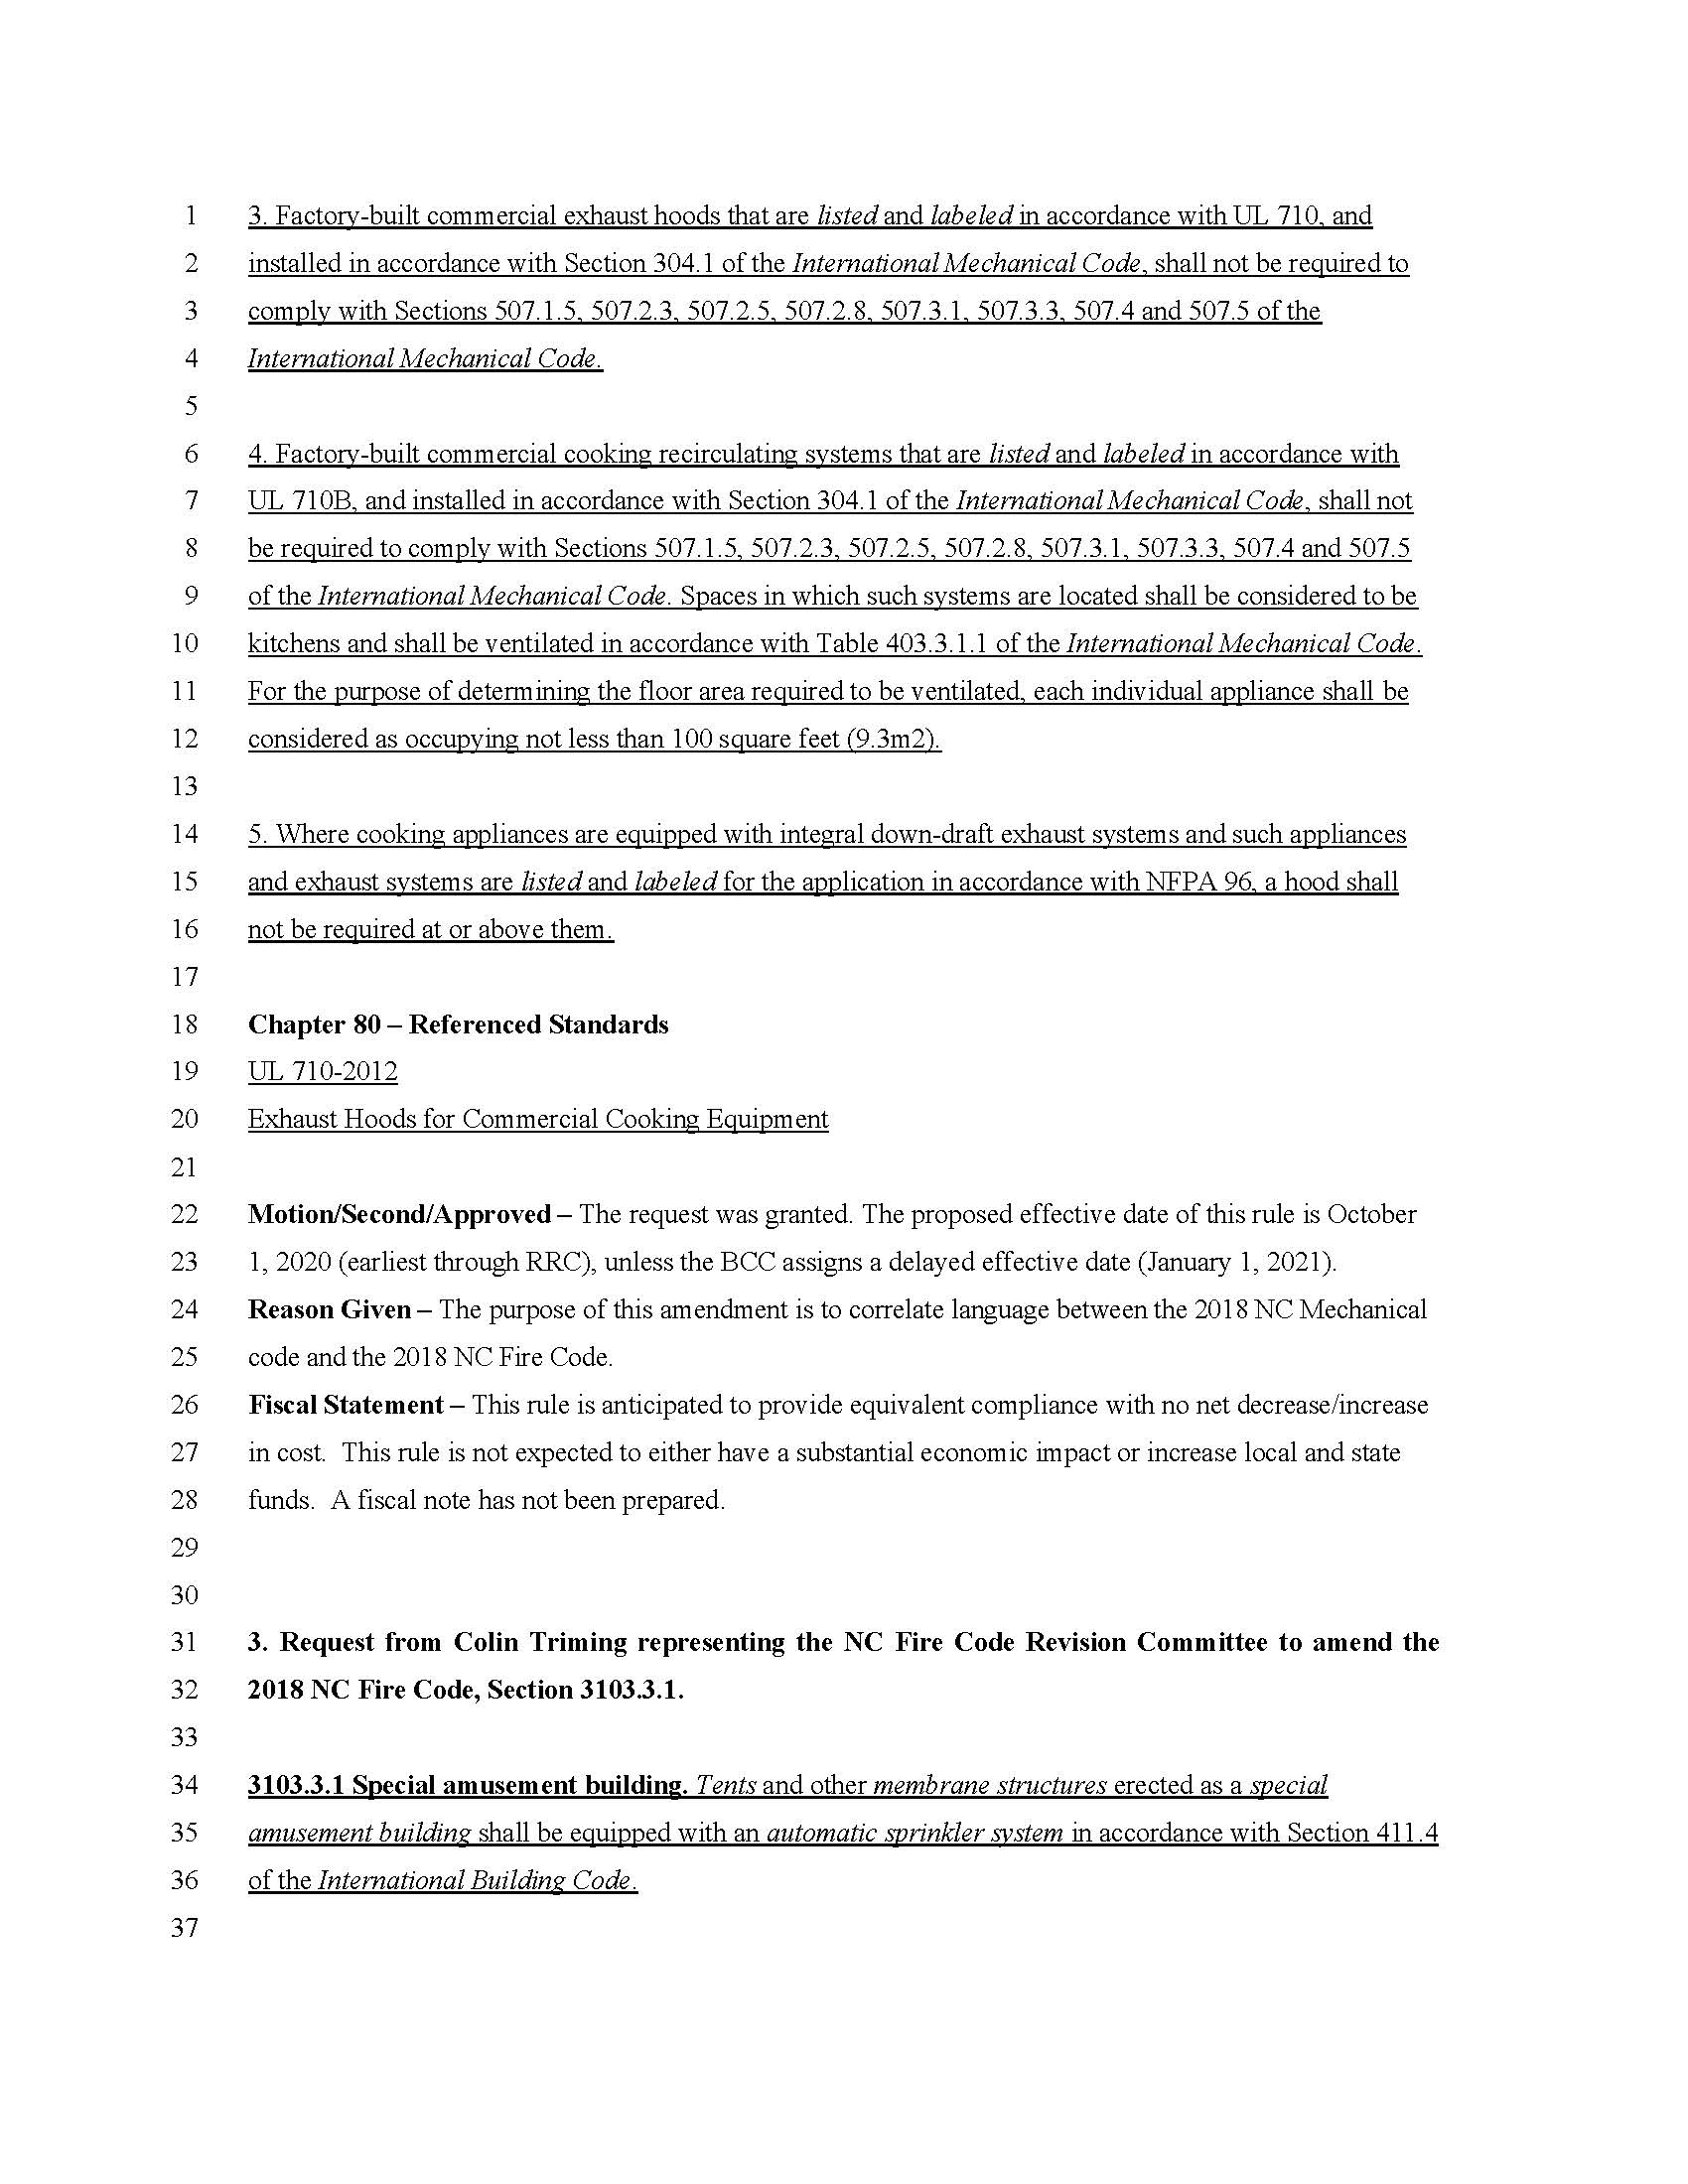 1 3. Factory-built commercial exhaust hoods that are listed and labeled in accordance with UL 710, and
2 installed in accordance with Section 304.1 of the International Mechanical Code, shall not be required to
3 comply with Sections 507.1.5, 507.2.3, 507.2.5, 507.2.8, 507.3.1, 507.3.3, 507.4 and 507.5 of the
4 International Mechanical Code.
5
6 4. Factory-built commercial cooking recirculating systems that are listed and labeled in accordance with
7 UL 710B, and installed in accordance with Section 304.1 of the International Mechanical Code, shall not
8 be required to comply with Sections 507.1.5, 507.2.3, 507.2.5, 507.2.8, 507.3.1, 507.3.3, 507.4 and 507.5
9 of the International Mechanical Code. Spaces in which such systems are located shall be considered to be
10 kitchens and shall be ventilated in accordance with Table 403.3.1.1 of the International Mechanical Code.
11 For the purpose of determining the floor area required to be ventilated, each individual appliance shall be
12 considered as occupying not less than 100 square feet (9.3m2).
13
14 5. Where cooking appliances are equipped with integral down-draft exhaust systems and such appliances
15 and exhaust systems are listed and labeled for the application in accordance with NFPA 96, a hood shall
16 not be required at or above them.
17
18 Chapter 80 – Referenced Standards
19 UL 710-2012
20 Exhaust Hoods for Commercial Cooking Equipment
21
22 Motion/Second/Approved – The request was granted. The proposed effective date of this rule is October
23 1, 2020 (earliest through RRC), unless the BCC assigns a delayed effective date (January 1, 2021).
24 Reason Given – The purpose of this amendment is to correlate language between the 2018 NC Mechanical
25 code and the 2018 NC Fire Code.
26 Fiscal Statement – This rule is anticipated to provide equivalent compliance with no net decrease/increase
27 in cost.  This rule is not expected to either have a substantial economic impact or increase local and state
28 funds.  A fiscal note has not been prepared.
29
30
31 3. Request from Colin Triming representing the NC Fire Code Revision Committee to amend the
32 2018 NC Fire Code, Section 3103.3.1.
33
34 3103.3.1 Special amusement building. Tents and other membrane structures erected as a special
35 amusement building shall be equipped with an automatic sprinkler system in accordance with Section 411.4
36 of the International Building Code.
37